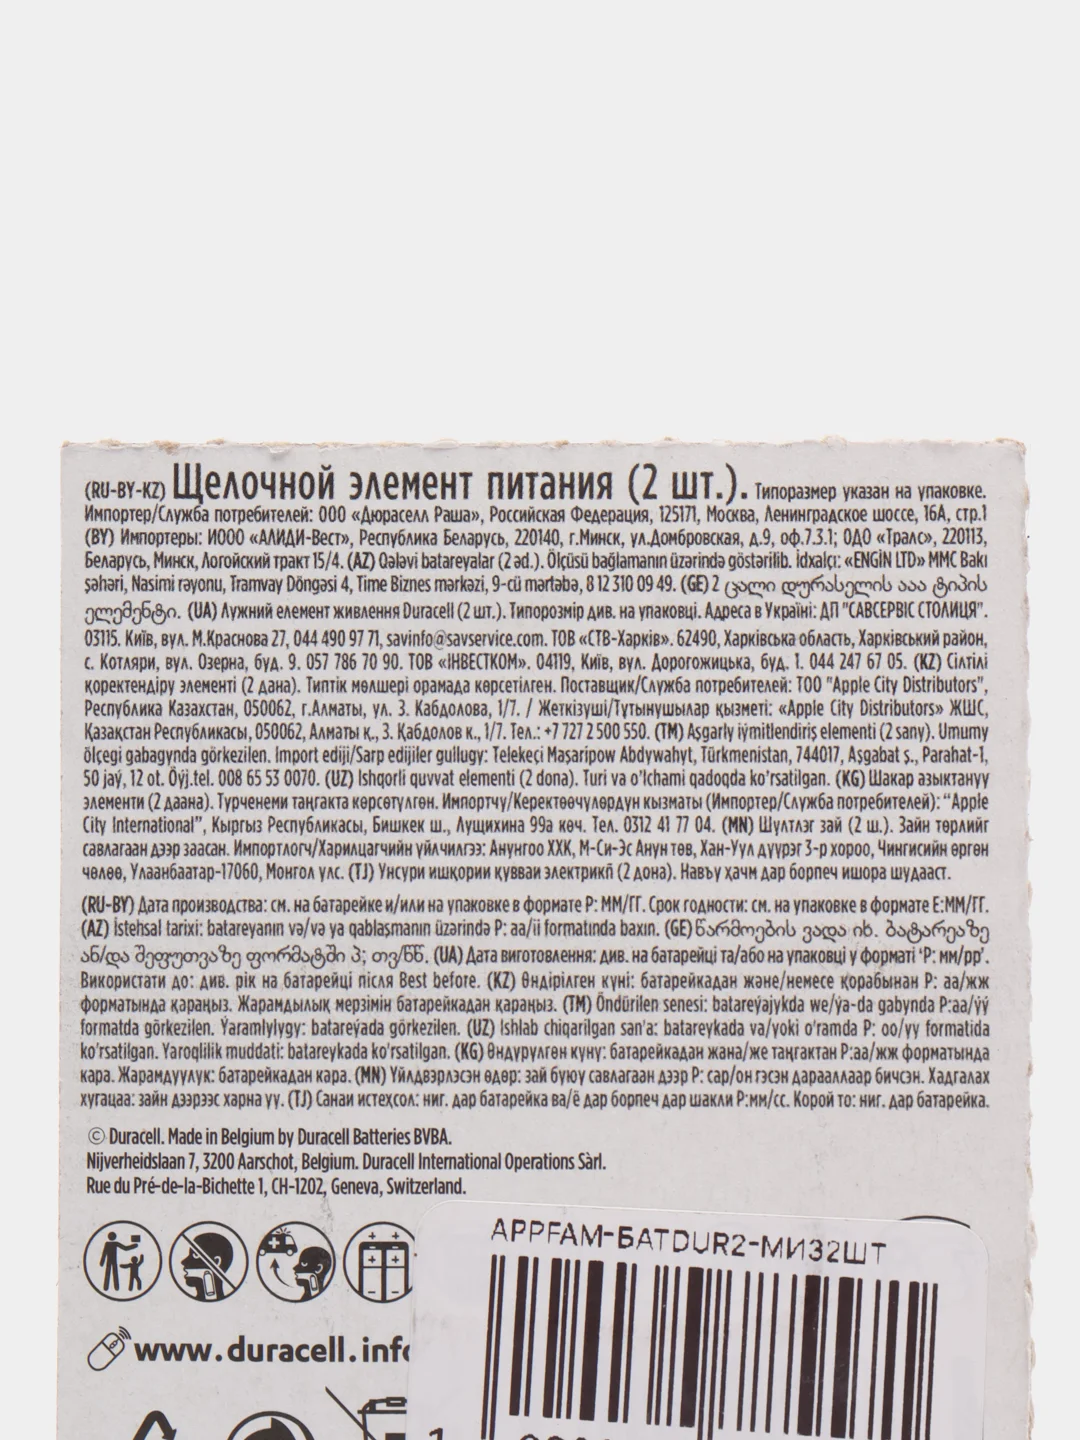 (RU-BY-KZ) Щелочной элемент питания (2 шт.). Типоразмер указан на упаковке.
Импортер/Служба потребителей: ООО «Дюраселл Раша», Российская Федерация, 125171, Москва, Ленинградское шоссе, 16А, стр.1
(BY) Импортеры: ИООО «АЛИДИ-Вест», Республика Беларусь, 220140, г.Минск, ул.Домбровская, д.9, оф.7.3.1; ОДО «Тралс», 220113,
Беларусь, Минск, Логойский тракт 15/4. (AZ) Qələvi batareyalar (2 əd.). Ölçüsü bağlamanın üzərində göstərilib. İdxalçı: «ENGİN LTD» MMC Bakı
şəhəri, Nəsimi rayonu, Tramvay Döngəsi 4, Time Biznes mərkəzi, 9-cü mərtəbə, 8 12 310 09 49. (GE) 2 ცალი დურასელის ააა ტიპის
ელემენტი. (UA) Лужний елемент живлення Duracell (2 шт.). Типорозмір див. на упаковці. Адреса в Україні: ДП "САВСЕРВІС СТОЛИЦЯ".
03115. Київ, вул. М.Краснова 27, 044 490 97 71, savinfo@savservice.com. ТОВ «СТВ-Харків». 62490, Харківська область, Харківський район,
с. Котляри, вул. Озерна, буд. 9. 057 786 70 90. ТОВ «ІНВЕСТКОМ». 04119, Київ, вул. Дорогожицька, буд. 1. 044 247 67 05. (KZ) Сілтілі
қоректендіру элементі (2 дана). Типтік мөлшері орамада көрсетілген. Поставщик/Служба потребителей: ТОО "Apple City Distributors",
Республика Казахстан, 050062, г.Алматы, ул. З. Кабдолова, 1/7. / Жеткізуші/Тұтынушылар қызметі: «Apple City Distributors» ЖШС,
Қазақстан Республикасы, 050062, Алматы қ., З. Қабдолов к., 1/7. Тел.: +7 727 2 500 550. (TM) Aşgarly iýmitlendiriş elementi (2 sany). Umumy
ölçegi gabagynda görkezilen. Import ediji/Sarp edijiler gullugy: Telekeçi Maşaripow Abdywahyt, Türkmenistan, 744017, Aşgabat ş., Parahat-1,
50 jaý, 12 ot. Öýj.tel. 008 65 53 0070. (UZ) Ishqorli quvvat elementi (2 dona). Turi va o'lchami qadoqda ko'rsatilgan. (KG) Шакар азыктануу
элементи (2 даана). Түрченеми таңгакта көрсөтүлгөн. Импортчу/Керектөөчүлөрдүн кызматы (Импортер/Служба потребителей): "Apple
City International", Кыргыз Республикасы, Бишкек ш., Лущихина 99а көч. Тел. 0312 41 77 04. (MN) Шүлтлэг зай (2 ш.). Зайн төрлийг
савлагаан дээр заасан. Импортлогч/Харилцагчийн үйлчилгээ: Анунгоо ХХК, М-Си-Эс Анун төв, Хан-Уул дүүрэг 3-р хороо, Чингисийн өргөн
чөлөө, Улаанбаатар-17060, Монгол улс. (TJ) Унсури ишқории қувваи электрикӣ (2 дона). Навъу ҳачм дар борпеч ишора шудааст.
(RU-BY) Дата производства: см. на батарейке и/или на упаковке в формате P: ММ/ГГ. Срок годности: см. на упаковке в формате E:ММ/ГГ.
(AZ) İstehsal tarixi: batareyanın və/və ya qablaşmanın üzərində P: aa/ii formatında baxın. (GE) წარმოების ვადა იხ. ბატარეაზე
ან/და შეფუთვაზე ფორმატში პ; თვ/წწ. (UA) Дата виготовлення: див. на батарейці та/або на упаковці у форматі 'P: мм/рр'.
Використати до: див. рік на батарейці після Best before. (KZ) Өндірілген күні: батарейкадан және/немесе қорабынан P: аа/жж
форматында қараңыз. Жарамдылық мерзімін батарейкадан қараңыз. (TM) Öndürilen senesi: batareýajykda we/ýa-da gabynda P:aa/ýý
formatda görkezilen. Ýaramlylygy: batareýada görkezilen. (UZ) Ishlab chiqarilgan san'a: batareykada va/yoki o'ramda P: oo/yy formatida
ko'rsatilgan. Yaroqlilik muddati: batareykada ko'rsatilgan. (KG) Өндүрүлгөн күнү: батарейкадан жана/же таңгактан P:аа/жж форматында
кара. Жарамдуулук: батарейкадан кара. (MN) Үйлдвэрлэсэн өдөр: зай буюу савлагаан дээр P: сар/он гэсэн дарааллаар бичсэн. Хадгалах
хугацаа: зайн дээрээс харна уу. (TJ) Санаи истеҳсол: ниг. дар батарейка ва/ё дар борпеч дар шакли P:мм/сс. Корой то: ниг. дар батарейка.
© Duracell. Made in Belgium by Duracell Batteries BVBA.
Nijverheidslaan 7, 3200 Aarschot, Belgium. Duracell International Operations Sàrl.
Rue du Pré-de-la-Bichette 1, CH-1202, Geneva, Switzerland.
APPFAM-БАТDUR2-МИ32ШТ
www.duracell.info